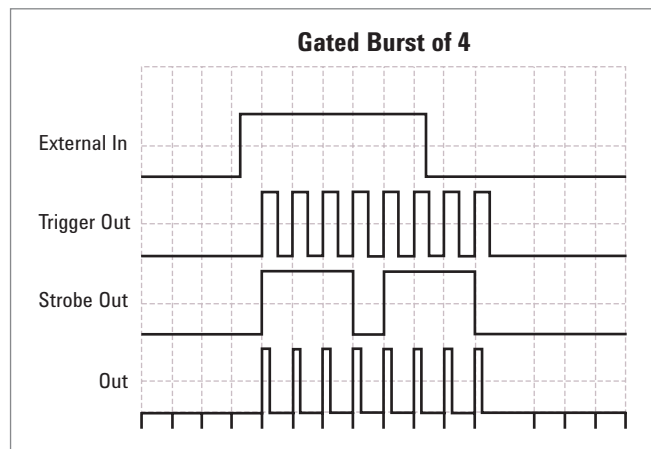 Gated Burst of 4
External In
Trigger Out
Strobe Out
Out